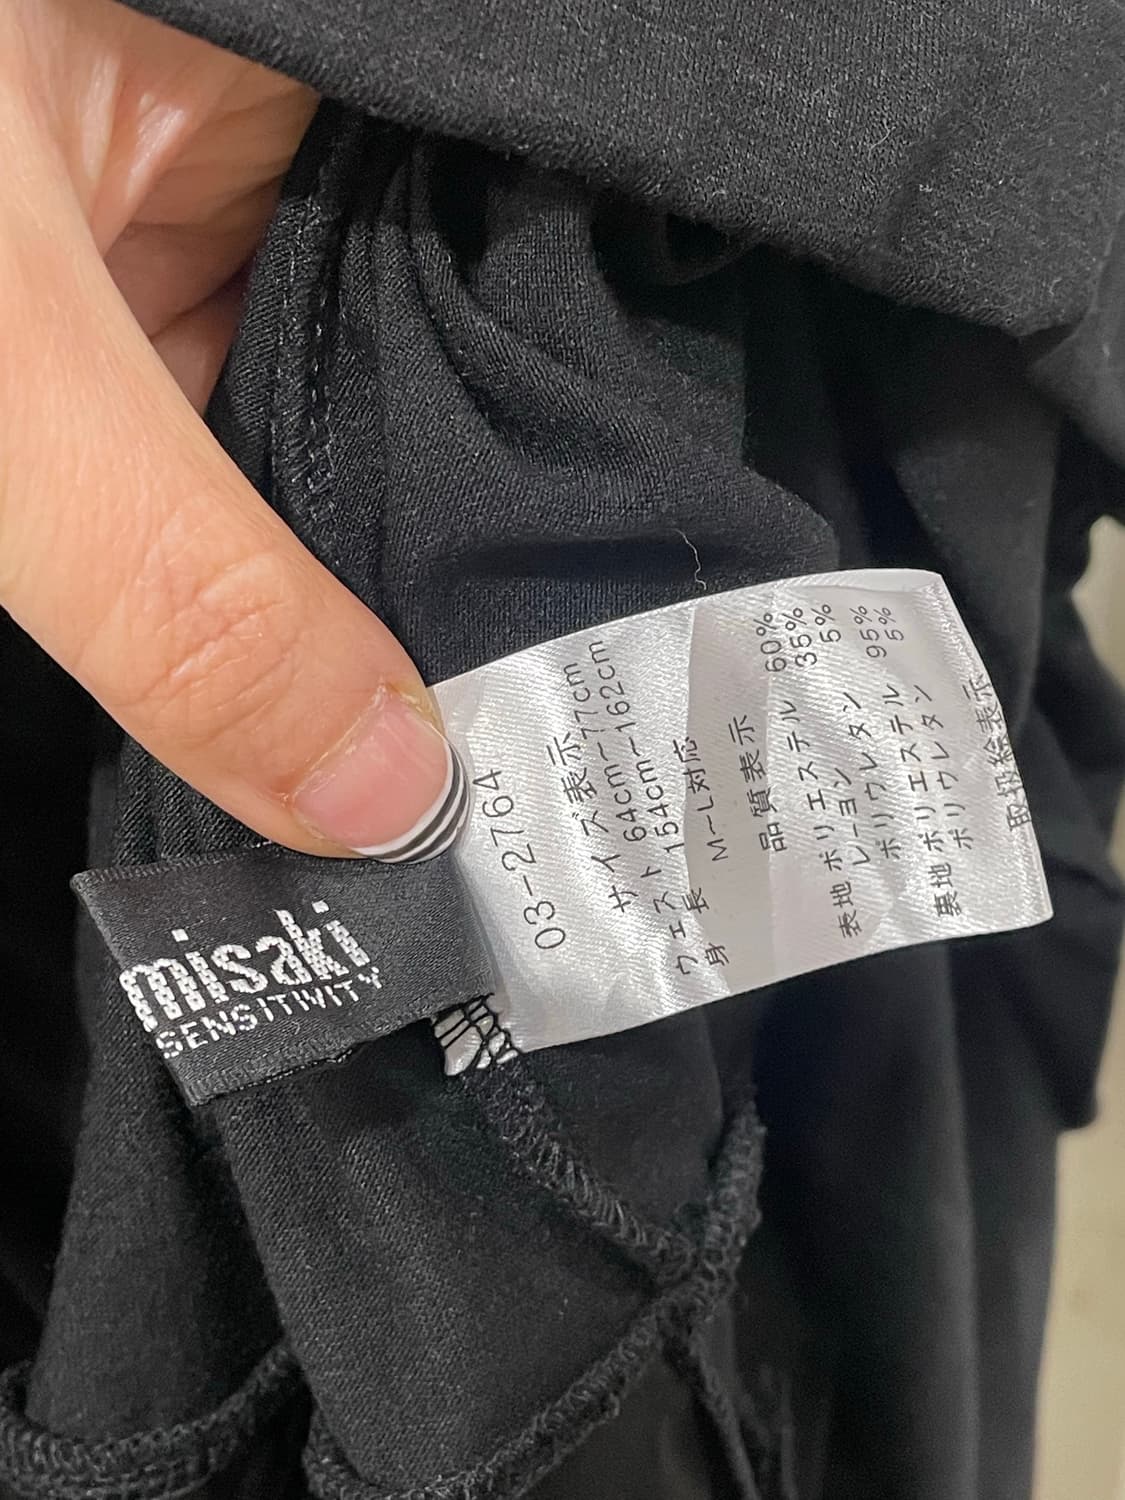 misaki
SENSITIVITY
03-2764
サイズ表示
ウェスト 64cm~77cm
身長 154cm~162cm
M~L対応
品質表示
表地 ポリエステル 60%
レーヨン 35%
ポリウレタン 5%
裏地 ポリエステル 95%
ポリウレタン 5%
取扱絵表示